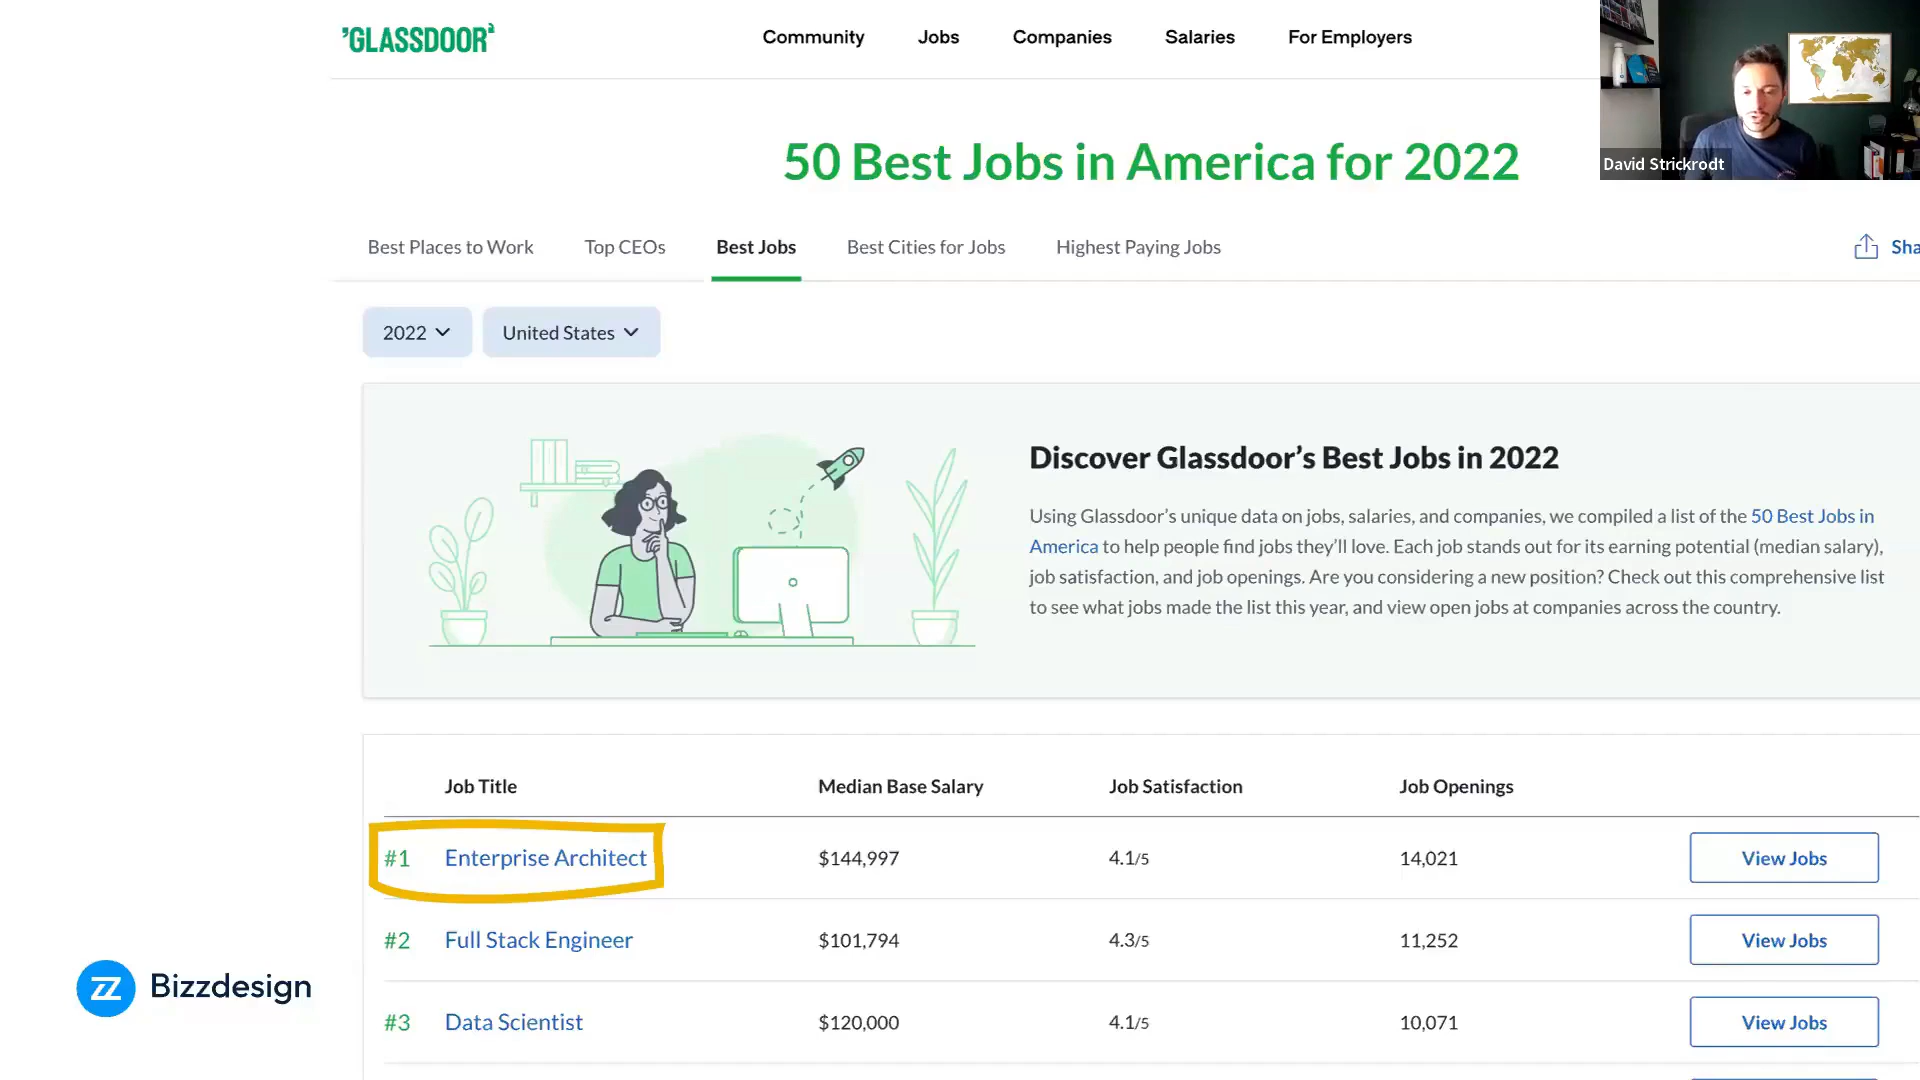 GLASSDOOR
Community Jobs Companies Salaries For Employers
50 Best Jobs in America for 2022
David Strickrodt
Best Places to Work Top CEOs Best Jobs Best Cities for Jobs Highest Paying Jobs Sha
2022 United States
Discover Glassdoor’s Best Jobs in 2022
Using Glassdoor’s unique data on jobs, salaries, and companies, we compiled a list of the 50 Best Jobs in
America to help people find jobs they’ll love. Each job stands out for its earning potential (median salary),
job satisfaction, and job openings. Are you considering a new position? Check out this comprehensive list
to see what jobs made the list this year, and view open jobs at companies across the country.
Job Title Median Base Salary Job Satisfaction Job Openings
#1 Enterprise Architect $144,997 4.1/5 14,021 View Jobs
#2 Full Stack Engineer $101,794 4.3/5 11,252 View Jobs
#3 Data Scientist $120,000 4.1/5 10,071 View Jobs
Bizzdesign